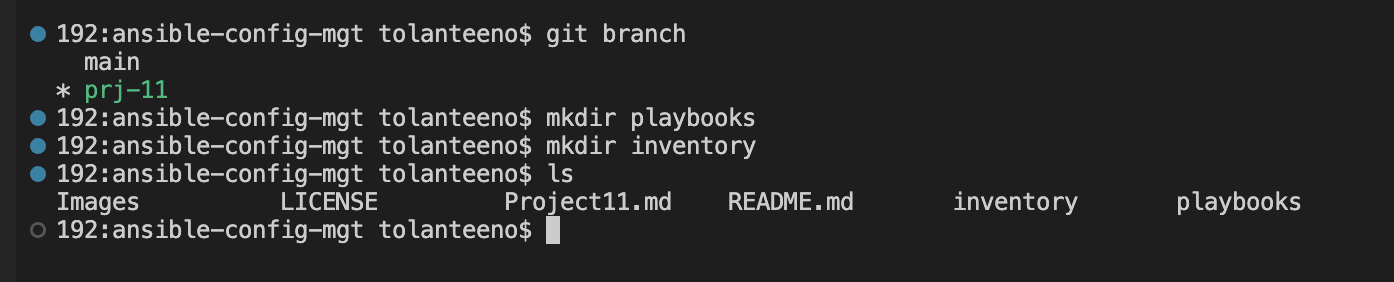 192:ansible-config-mgt tolanteeno$ git branch
  main
* prj-11
192:ansible-config-mgt tolanteeno$ mkdir playbooks
192:ansible-config-mgt tolanteeno$ mkdir inventory
192:ansible-config-mgt tolanteeno$ ls
Images          LICENSE         Project11.md    README.md       inventory       playbooks
192:ansible-config-mgt tolanteeno$